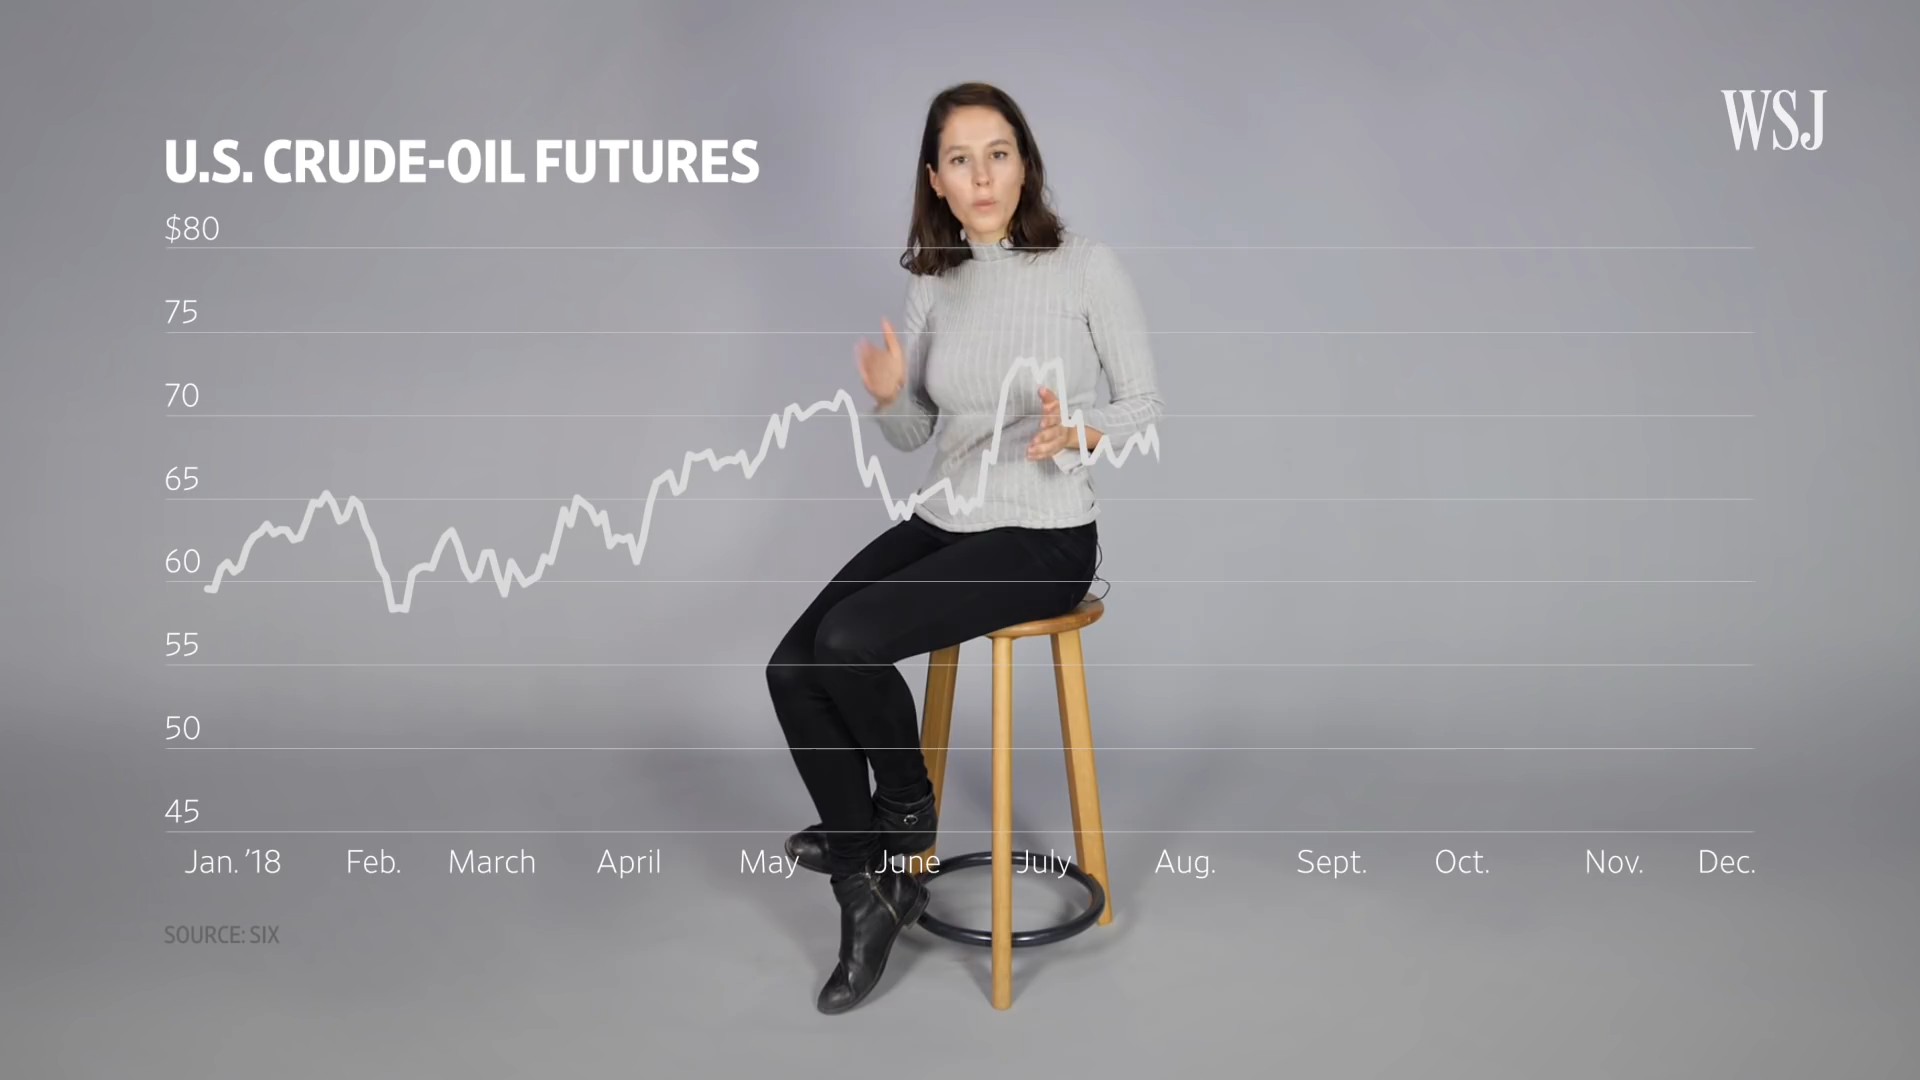 WSJ
U.S. CRUDE-OIL FUTURES
$80
75
70
65
60
55
50
45
Jan. ’18 Feb. March April May June July Aug. Sept. Oct. Nov. Dec.
SOURCE: SIX